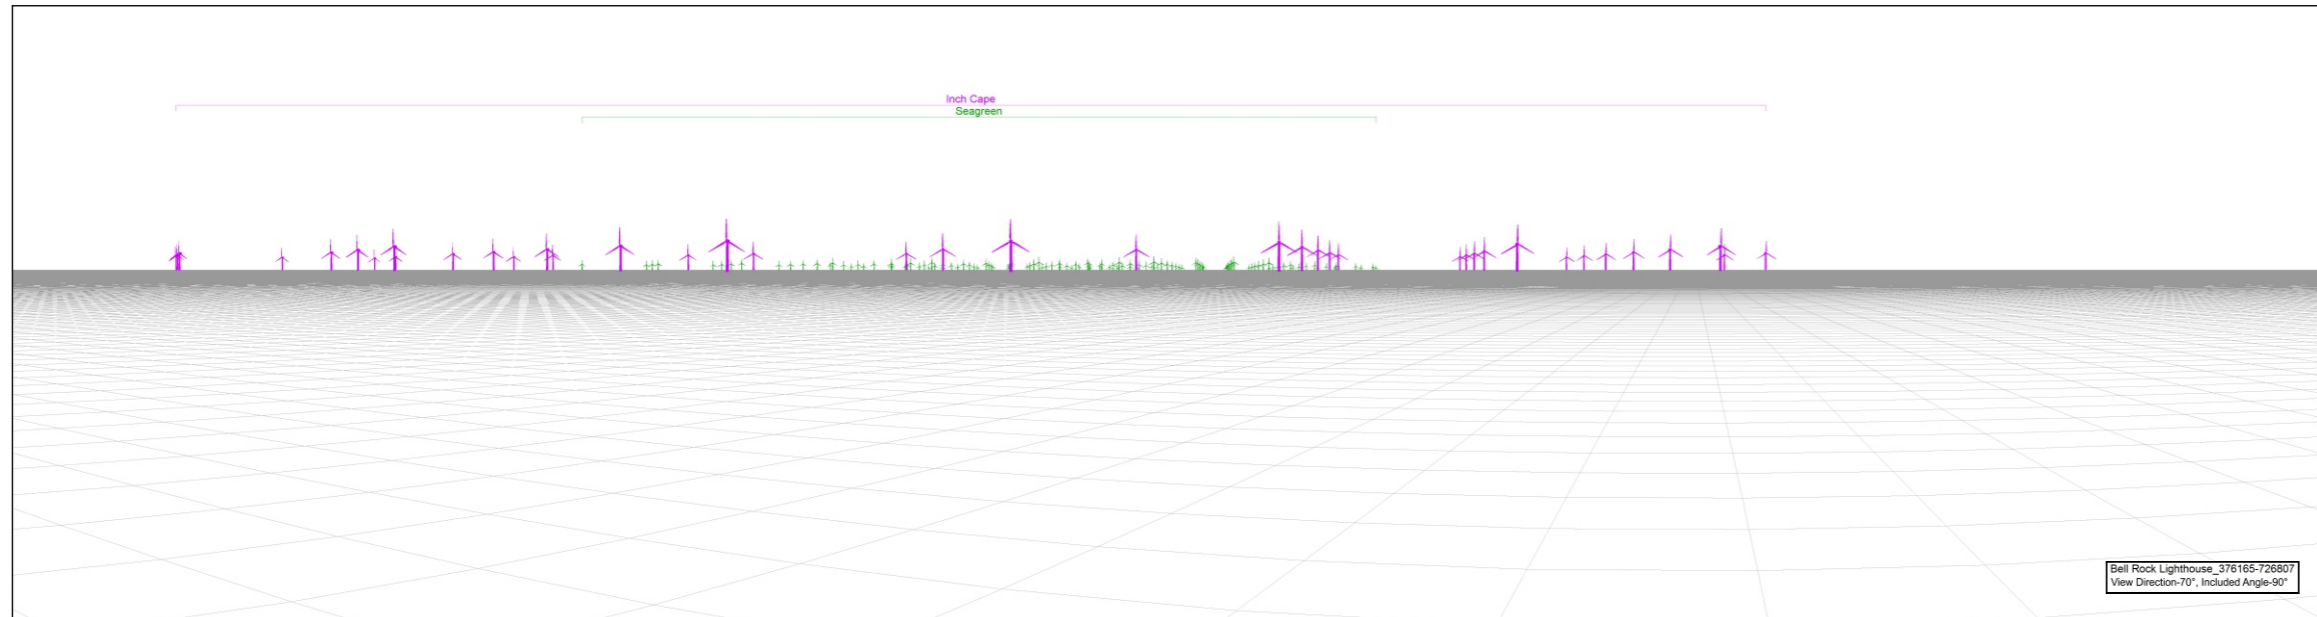 Inch Cape
Seagreen
Bell Rock Lighthouse_376165-726807
View Direction-70°, Included Angle-90°